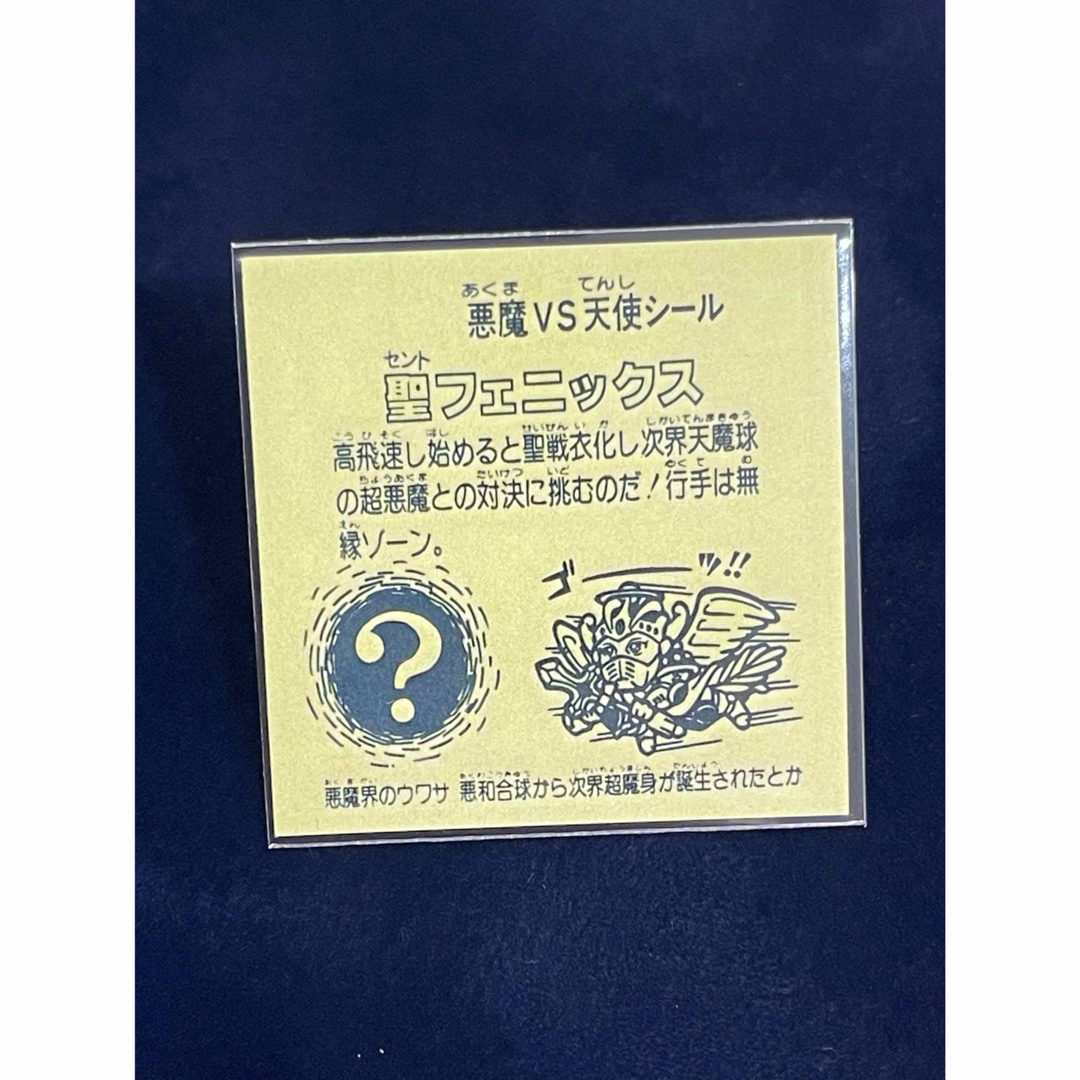 悪魔VS天使シール
聖フェニックス
高飛速し始めると聖戦衣化し次界天魔球
の超悪魔との対決に挑むのだ!行手は無
縁ゾーン。
?
ゴーッ!!
悪魔界のウワサ 悪和合球から次界超魔身が誕生されたとか